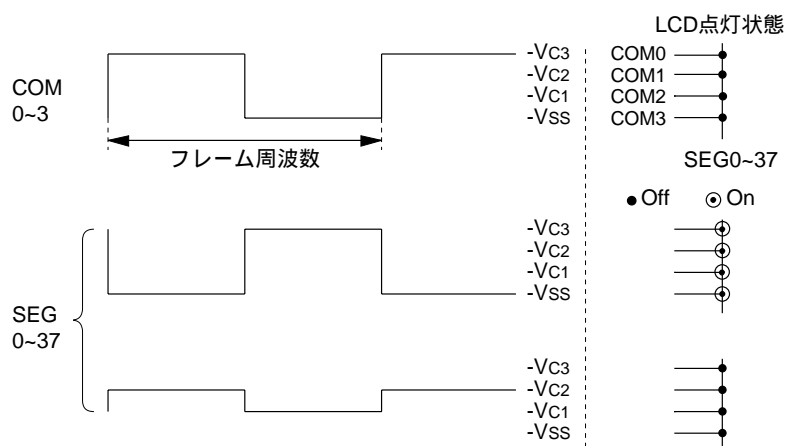 LCD点灯状態
COM
0~3
-VC3
-VC2
-VC1
-VSS
COM0
COM1
COM2
COM3
フレーム周波数
SEG0~37
Off
On
SEG
0~37
-VC3
-VC2
-VC1
-VSS
-VC3
-VC2
-VC1
-VSS